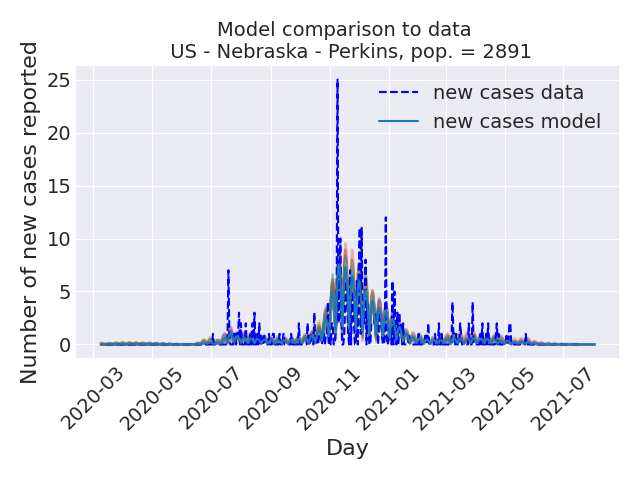 Model comparison to data
US - Nebraska - Perkins, pop. = 2891
Number of new cases reported
25
20
15
10
5
0
new cases data
new cases model
2020-03
2020-05
2020-07
2020-09
2020-11
2021-01
2021-03
2021-05
2021-07
Day